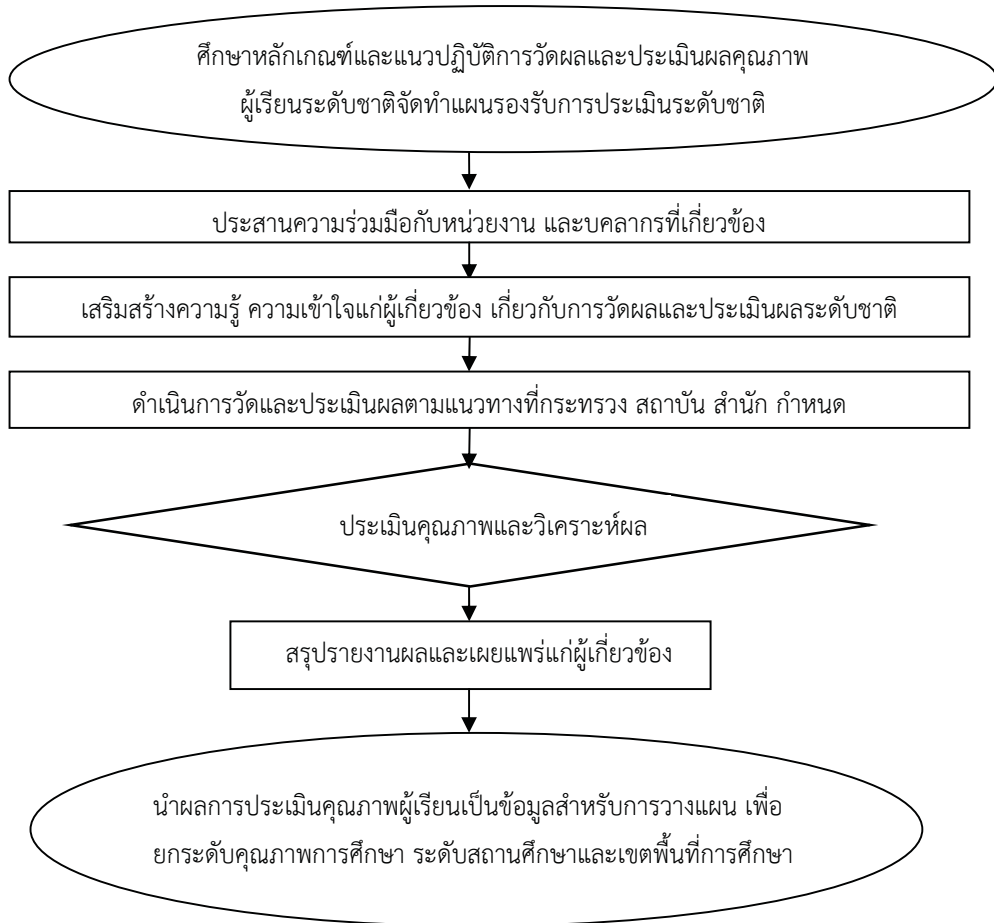 ศึกษาหลักเกณฑ์และแนวปฏิบัติการวัดผลและประเมินผลคุณภาพ
ผู้เรียนระดับชาติจัดทำแผนรองรับการประเมินระดับชาติ
ประสานความร่วมมือกับหน่วยงาน และบคลากรที่เกี่ยวข้อง
เสริมสร้างความรู้ ความเข้าใจแก่ผู้เกี่ยวข้อง เกี่ยวกับการวัดผลและประเมินผลระดับชาติ
ดำเนินการวัดและประเมินผลตามแนวทางที่กระทรวง สถาบัน สำนัก กำหนด
ประเมินคุณภาพและวิเคราะห์ผล
สรุปรายงานผลและเผยแพร่แก่ผู้เกี่ยวข้อง
นำผลการประเมินคุณภาพผู้เรียนเป็นข้อมูลสำหรับการวางแผน เพื่อ
ยกระดับคุณภาพการศึกษา ระดับสถานศึกษาและเขตพื้นที่การศึกษา